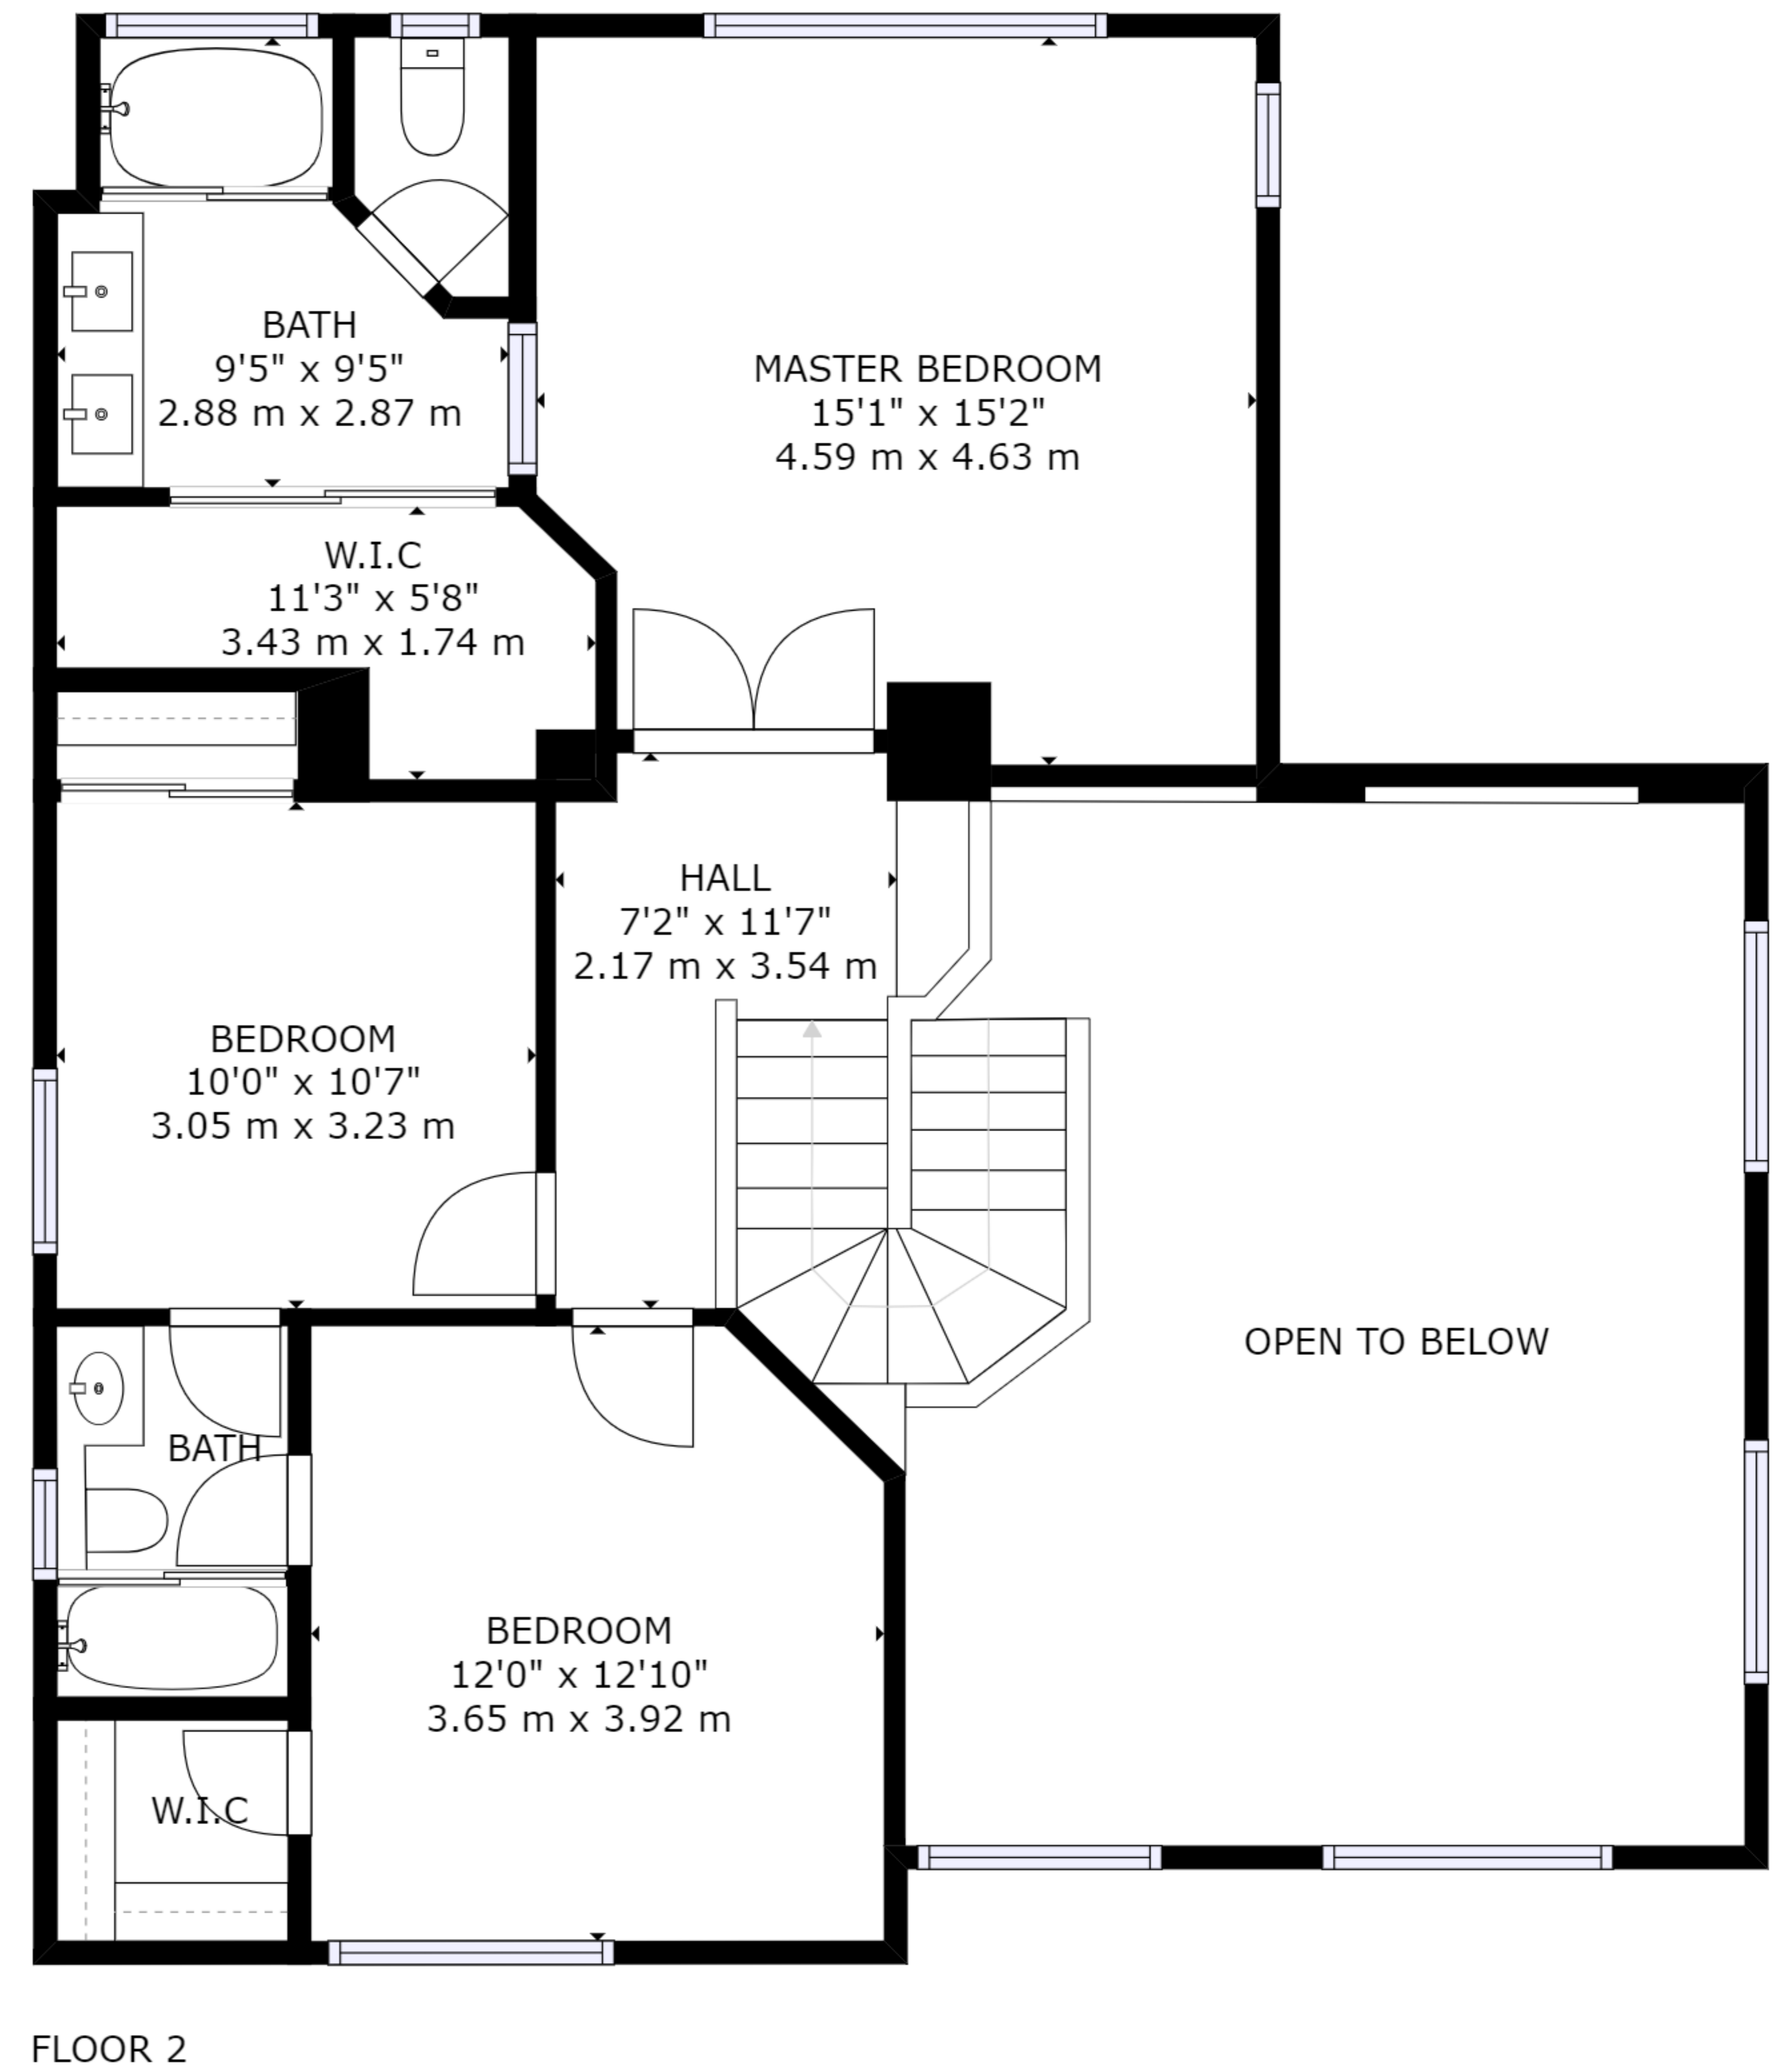 BATH
9'5" x 9'5"
2.88 m x 2.87 m
MASTER BEDROOM
15'1" x 15'2"
4.59 m x 4.63 m
W.I.C
11'3" x 5'8"
3.43 m x 1.74 m
HALL
7'2" x 11'7"
2.17 m x 3.54 m
BEDROOM
10'0" x 10'7"
3.05 m x 3.23 m
OPEN TO BELOW
BATH
BEDROOM
12'0" x 12'10"
3.65 m x 3.92 m
W.I.C
FLOOR 2